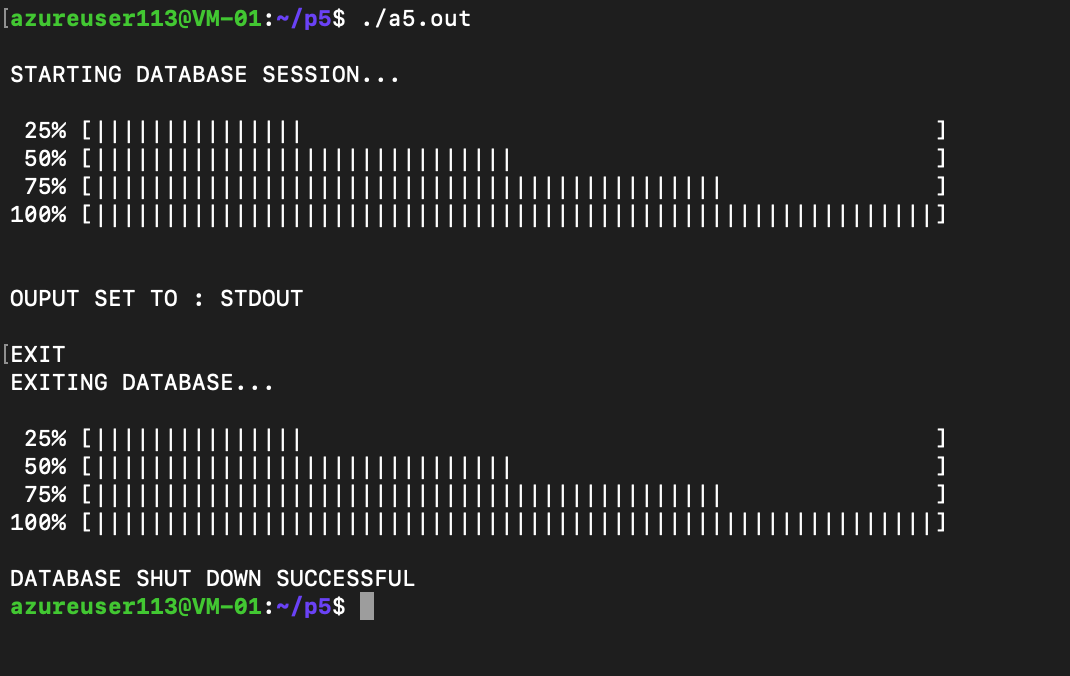 [azureuser113@VM-01:~/p5$ ./a5.out
STARTING DATABASE SESSION...
 25% [|||||||||||||||                                             ]
 50% [||||||||||||||||||||||||||||||                              ]
 75% [|||||||||||||||||||||||||||||||||||||||||||||               ]
100% [||||||||||||||||||||||||||||||||||||||||||||||||||||||||||||]
OUPUT SET TO : STDOUT
[EXIT
EXITING DATABASE...
 25% [|||||||||||||||                                             ]
 50% [||||||||||||||||||||||||||||||                              ]
 75% [|||||||||||||||||||||||||||||||||||||||||||||               ]
100% [||||||||||||||||||||||||||||||||||||||||||||||||||||||||||||]
DATABASE SHUT DOWN SUCCESSFUL
azureuser113@VM-01:~/p5$